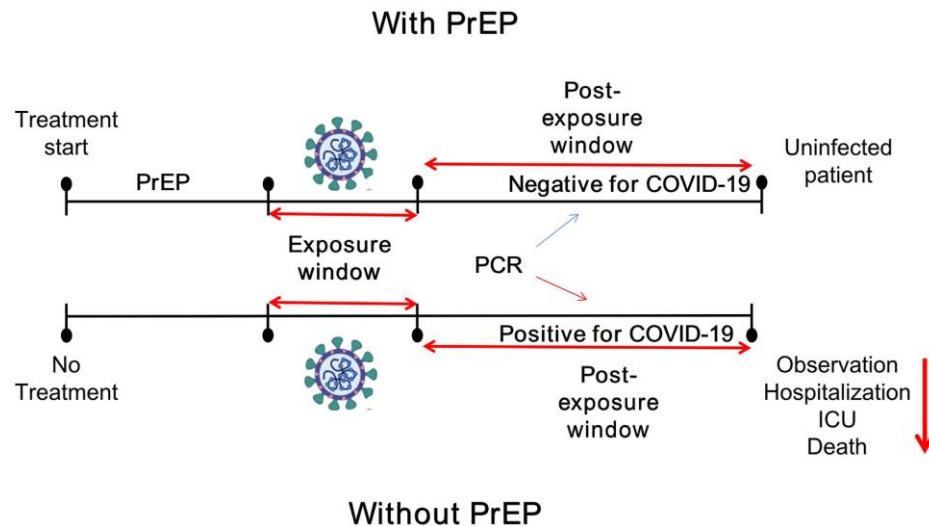 With PrEP
Treatment
start
PrEP
Post-
exposure
window
Negative for COVID-19
Uninfected
patient
Exposure
window
PCR
No
Treatment
Positive for COVID-19
Post-
exposure
window
Observation
Hospitalization
ICU
Death
Without PrEP